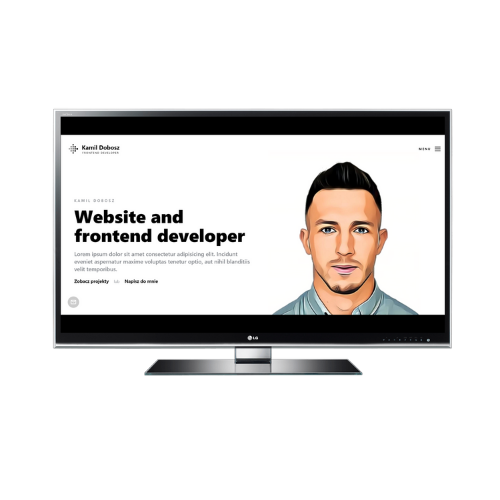 Kamil Dobosz
FRONTEND DEVELOPER
MENU
KAMIL DOBOSZ
Website and
frontend developer
Lorem ipsum dolor sit amet consectetur adipisicing elit. Incidunt
eveniet aspernatur maxime voluptas tenetur optio, aut nihil blanditiis
velit temporibus.
Zobacz projekty lub Napisz do mnie
LG